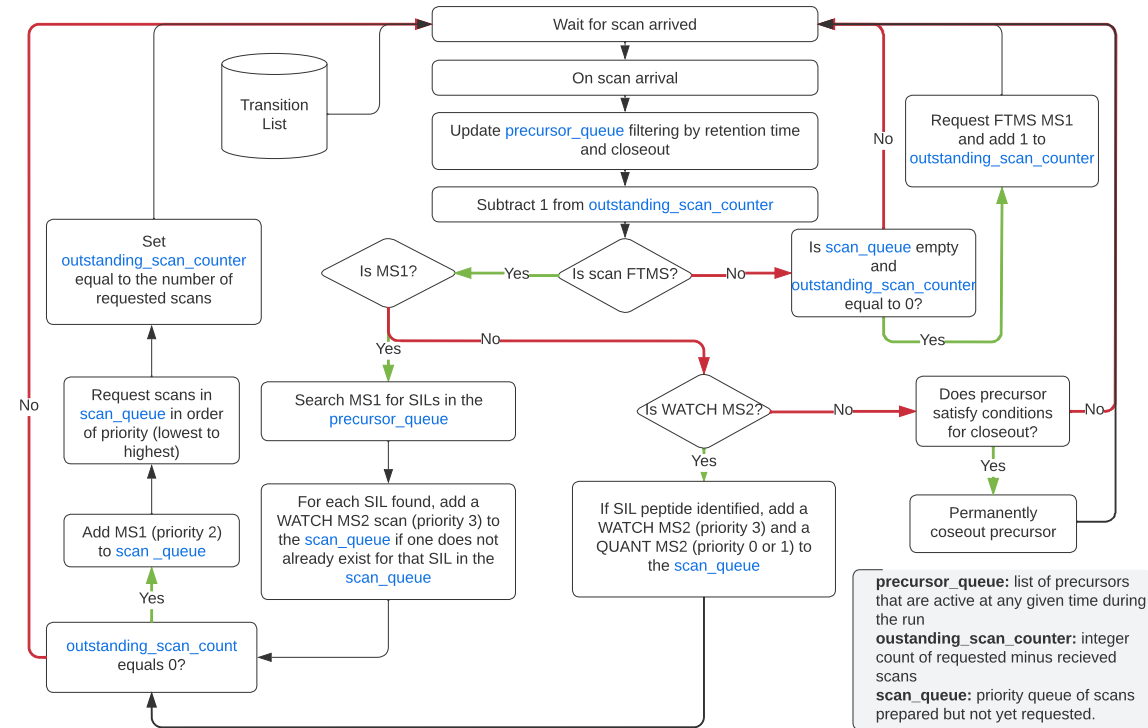 Wait for scan arrived
On scan arrival
Transition
List
Update precursor_queue filtering by retention time
and closeout
Subtract 1 from outstanding_scan_counter
Request FTMS MS1
and add 1 to
outstanding_scan_counter
No
Set
outstanding_scan_counter
equal to the number of
requested scans
Is MS1?
Yes
Is scan FTMS?
No
Is scan_queue empty
and
outstanding_scan_counter
equal to 0?
Yes
No
Yes
Request scans in
scan_queue in order
of priority (lowest to
highest)
No
Search MS1 for SILs in the
precursor_queue
Is WATCH MS2?
No
Does precursor
satisfy conditions
for closeout?
No
Yes
Yes
Add MS1 (priority 2)
to scan _queue
For each SIL found, add a
WATCH MS2 scan (priority 3) to
the scan_queue if one does not
already exist for that SIL in the
scan_queue
If SIL peptide identified, add a
WATCH MS2 (priority 3) and a
QUANT MS2 (priority 0 or 1) to
the scan_queue
Permanently
coseout precursor
Yes
outstanding_scan_count
equals 0?
precursor_queue: list of precursors
that are active at any given time during
the run
oustanding_scan_counter: integer
count of requested minus recieved
scans
scan_queue: priority queue of scans
prepared but not yet requested.